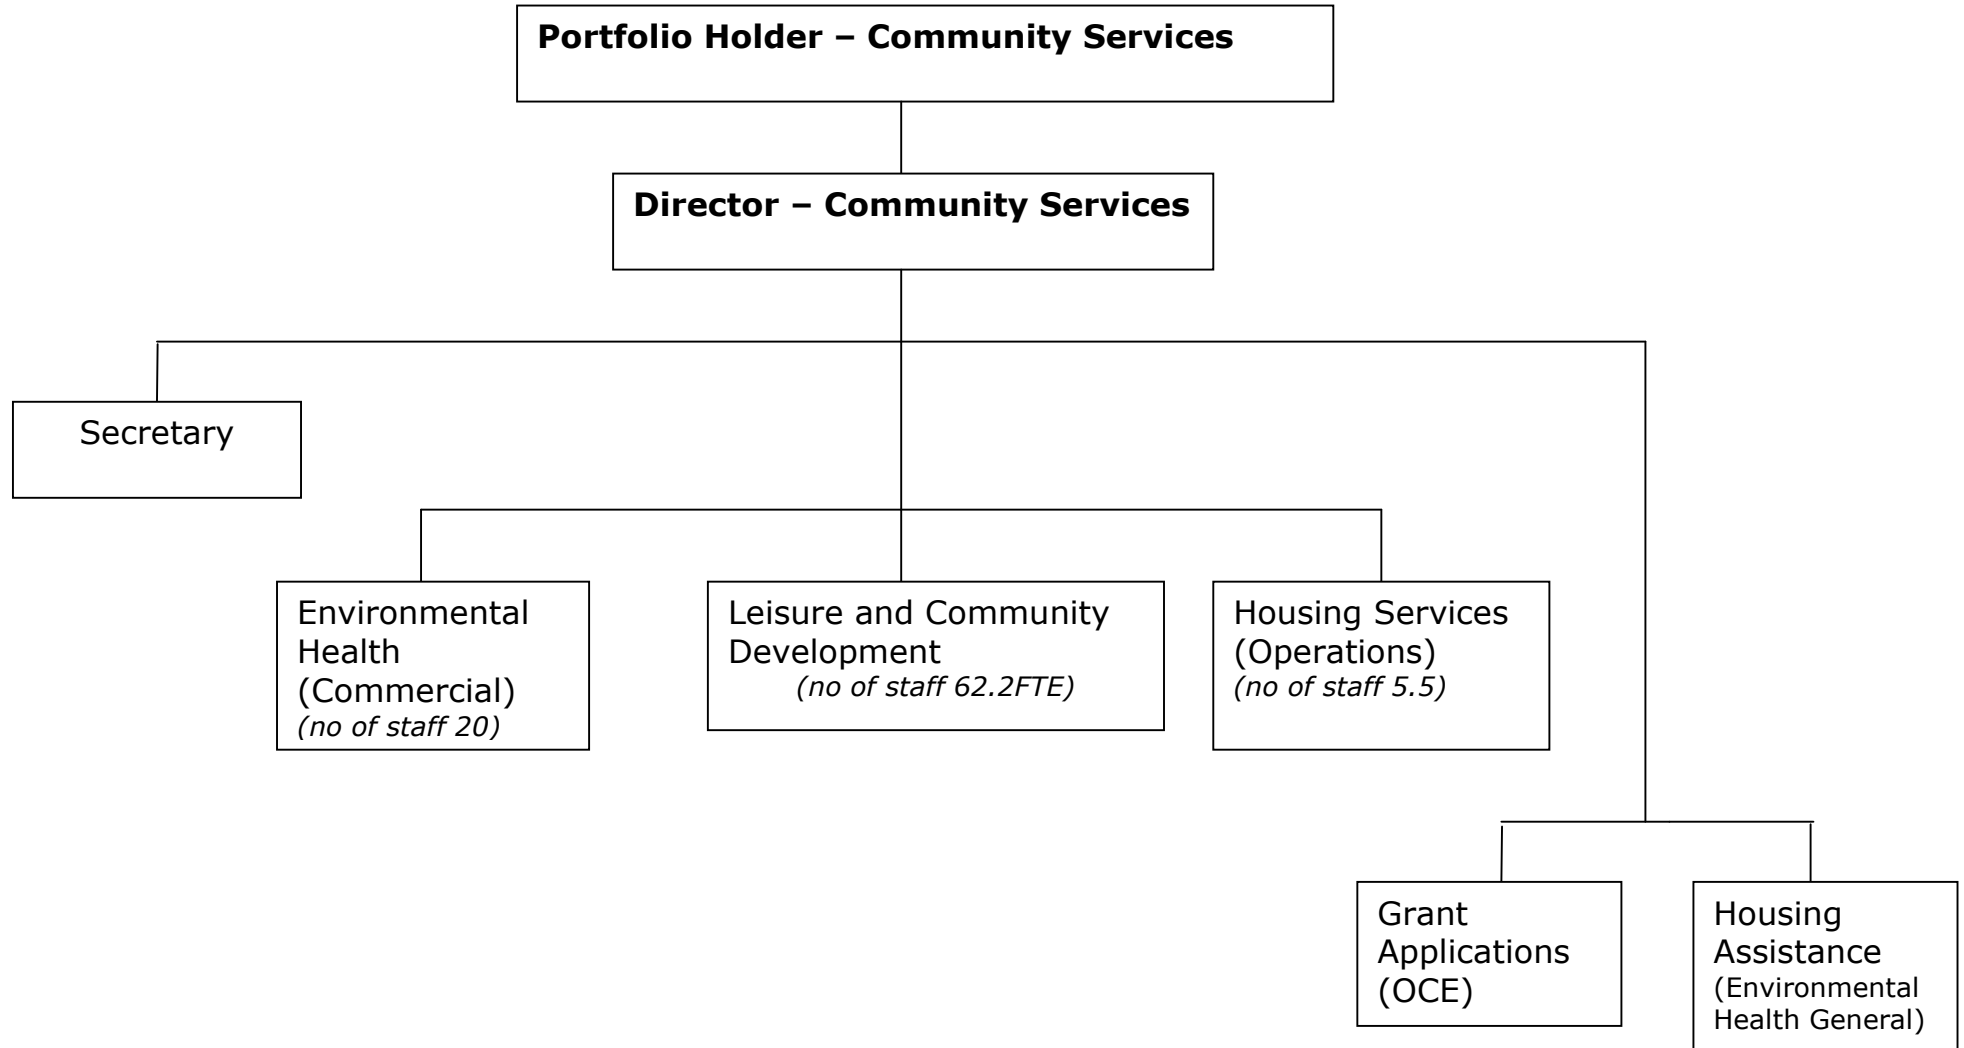 Portfolio Holder – Community Services
Director – Community Services
Secretary
Environmental
Health
(Commercial)
(no of staff 20)
Leisure and Community
Development
(no of staff 62.2FTE)
Housing Services
(Operations)
(no of staff 5.5)
Grant
Applications
(OCE)
Housing
Assistance
(Environmental
Health General)